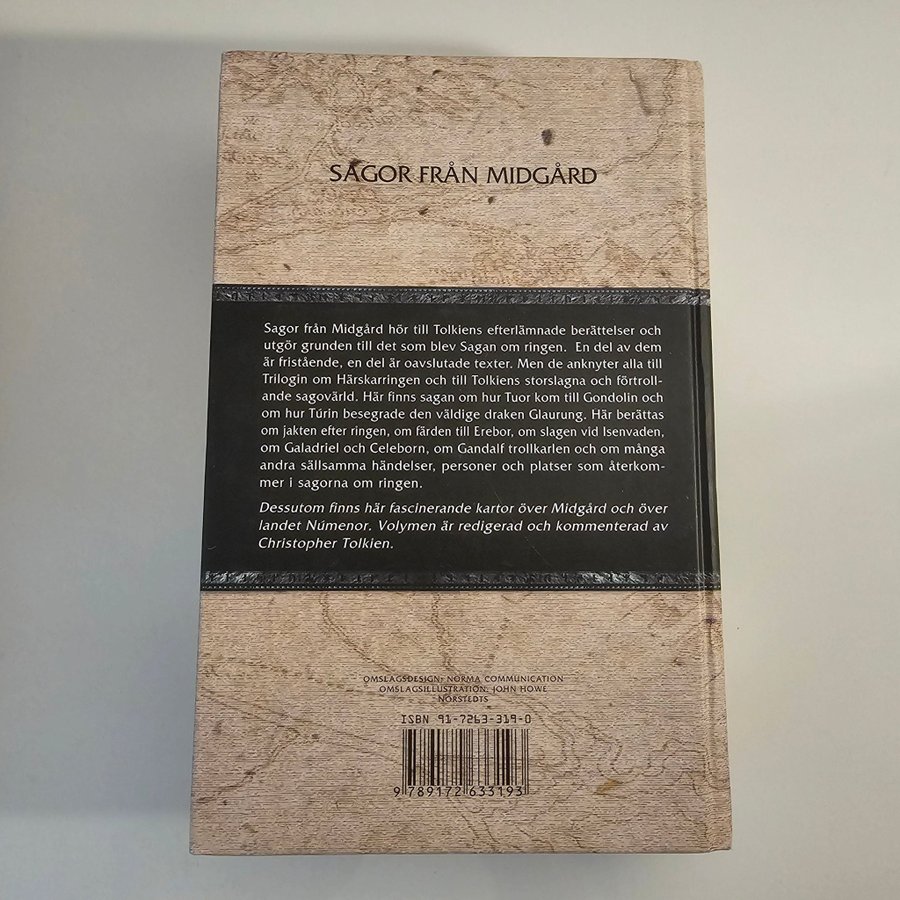 SAGOR FRÅN MIDGÅRD
Sagor från Midgård hör till Tolkiens efterlämnade berättelser och
utgör grunden till det som blev Sagan om ringen. En del av dem
är fristående, en del är oavslutade texter. Men de anknyter alla till
Trilogin om Härskarringen och till Tolkiens storslagna och förtroll-
ande sagovärld. Här finns sagan om hur Tuor kom till Gondolin och
om hur Túrin besegrade den väldige draken Glaurung. Här berättas
om jakten efter ringen, om färden till Erebor, om slagen vid Isenvaden,
om Galadriel och Celeborn, om Gandalf trollkarlen och om många
andra sällsamma händelser, personer och platser som återkom-
mer i sagorna om ringen.
Dessutom finns här fascinerande kartor över Midgård och över
landet Númenor. Volymen är redigerad och kommenterad av
Christopher Tolkien.
OMSLAGSDESIGN: NORMA COMMUNICATION
OMSLAGSILLUSTRATION: JOHN HOWE
NORSTEDTS
ISBN 91-7263-319-0
9 789172 633193